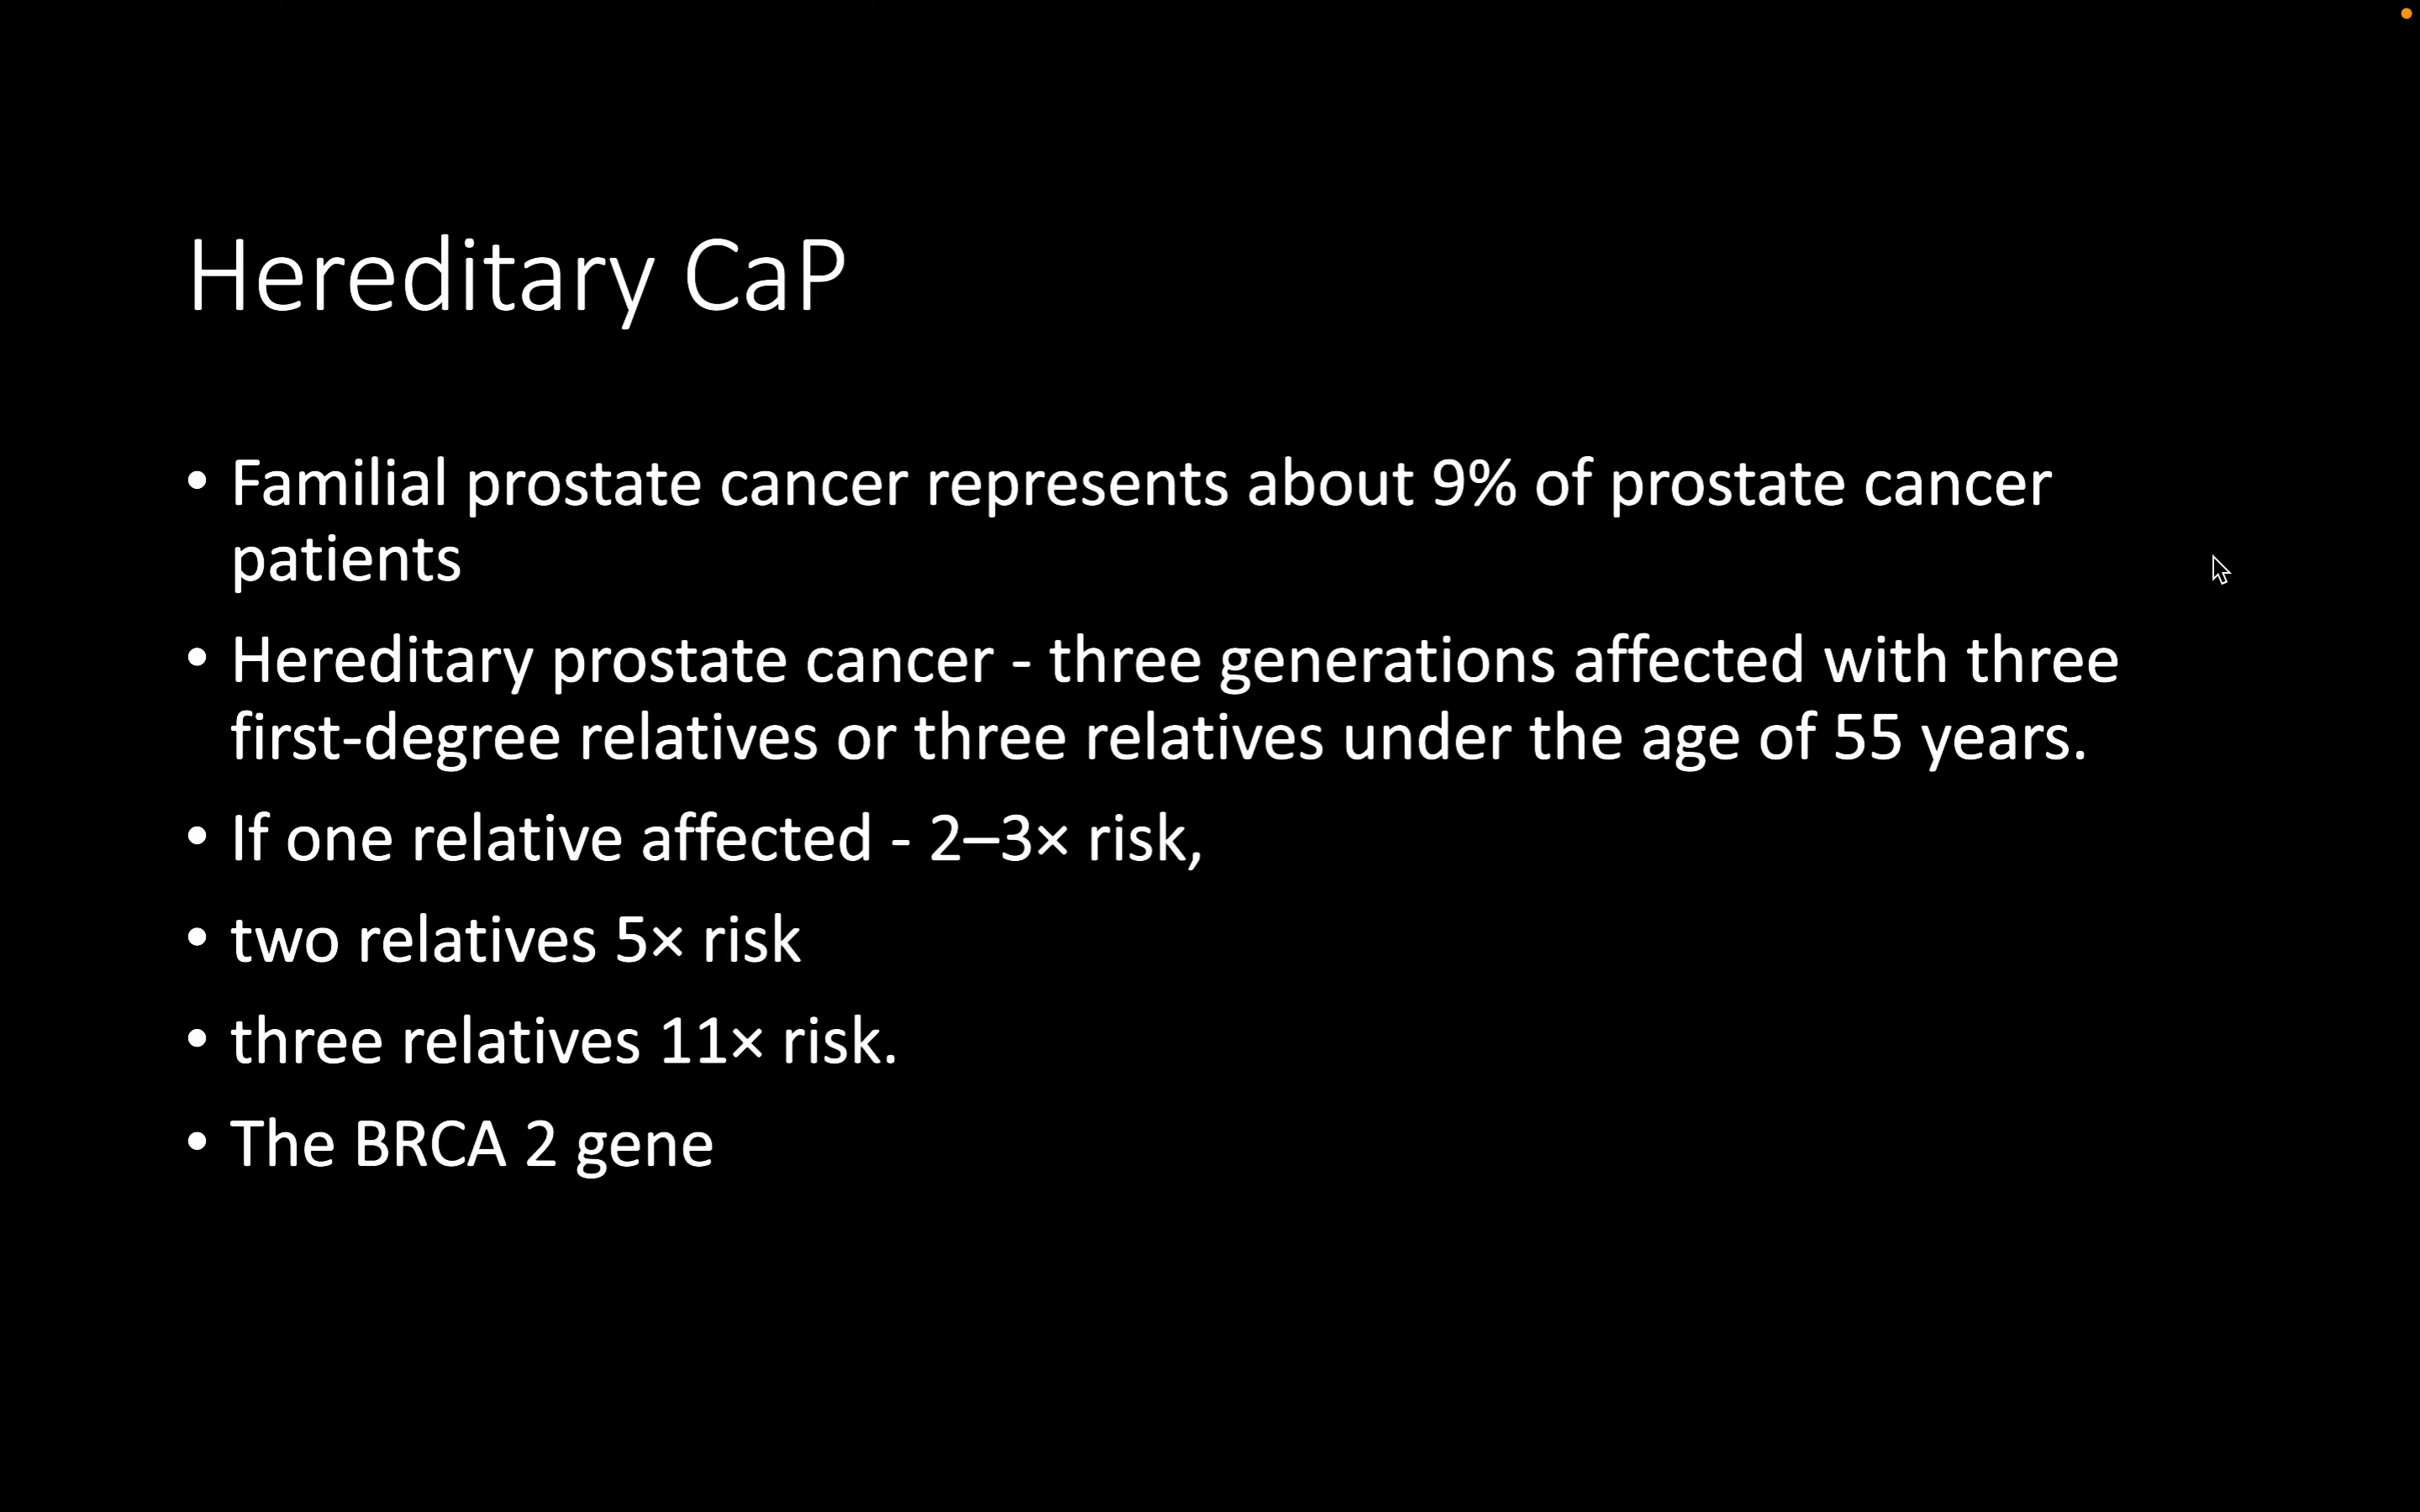 Hereditary CaP
• Familial prostate cancer represents about 9% of prostate cancer
patients
• Hereditary prostate cancer - three generations affected with three
first-degree relatives or three relatives under the age of 55 years.
• If one relative affected - 2–3× risk,
• two relatives 5× risk
• three relatives 11× risk.
• The BRCA 2 gene